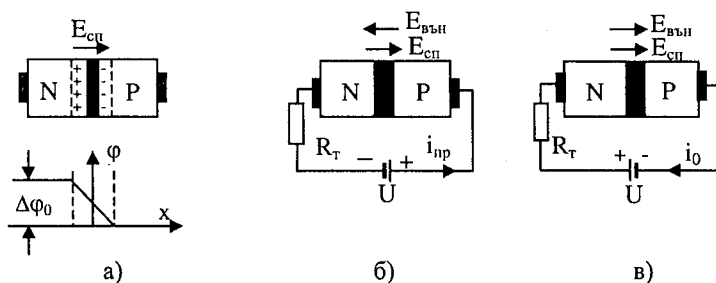 Eсп
N
+
+
+
+
-
-
-
-
P
φ
Δφ₀
x
а)
Eвън
Eсп
N
P
Rт
− +
iпр
U
б)
Eвън
Eсп
N
P
Rт
+ -
i₀
U
в)